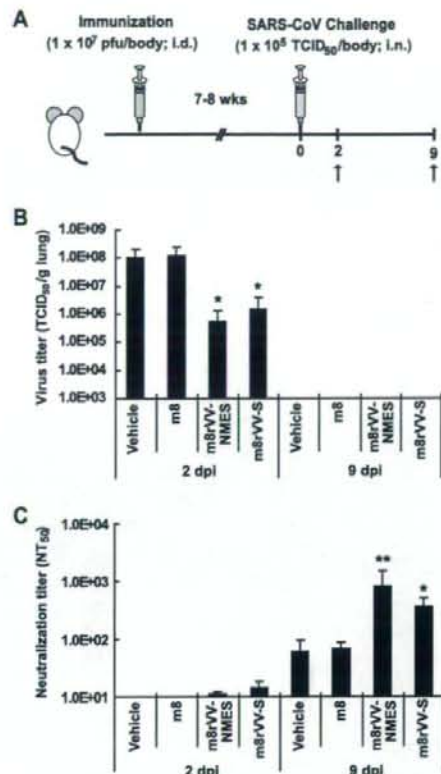 A
Immunization
(1 x 10⁷ pfu/body; i.d.)
SARS-CoV Challenge
(1 x 10⁵ TCID₅₀/body; i.n.)
7-8 wks
0 2 9
B
Virus titer (TCID₅₀/g lung)
1.0E+09
1.0E+08
1.0E+07
1.0E+06
1.0E+05
1.0E+04
1.0E+03
*
*
Vehicle
m8
m8rVV-
NMES
m8rVV-S
Vehicle
m8
m8rVV-
NMES
m8rVV-S
2 dpi
9 dpi
C
Neutralization titer (NT₅₀)
1.0E+04
1.0E+03
1.0E+02
1.0E+01
**
*
Vehicle
m8
m8rVV-
NMES
m8rVV-S
Vehicle
m8
m8rVV-
NMES
m8rVV-S
2 dpi
9 dpi